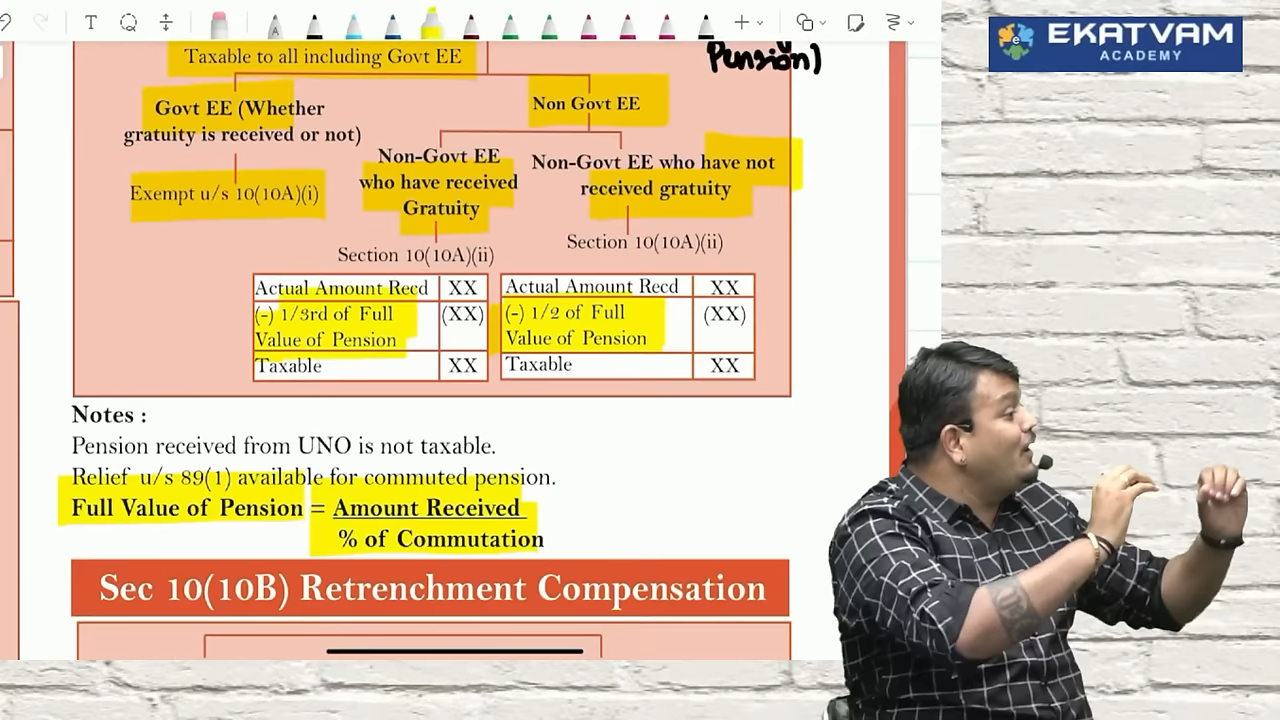 EKATVAM
ACADEMY
Pension)
Taxable to all including Govt EE
Govt EE (Whether
gratuity is received or not)
Exempt u/s 10(10A)(i)
Non Govt EE
Non-Govt EE
who have received
Gratuity
Section 10(10A)(ii)
Non-Govt EE who have not
received gratuity
Section 10(10A)(ii)
Actual Amount Recd XX
(-) 1/3rd of Full (XX)
Value of Pension
Taxable XX
Actual Amount Recd XX
(-) 1/2 of Full (XX)
Value of Pension
Taxable XX
Notes :
Pension received from UNO is not taxable.
Relief u/s 89(1) available for commuted pension.
Full Value of Pension = Amount Received
% of Commutation
Sec 10(10B) Retrenchment Compensation